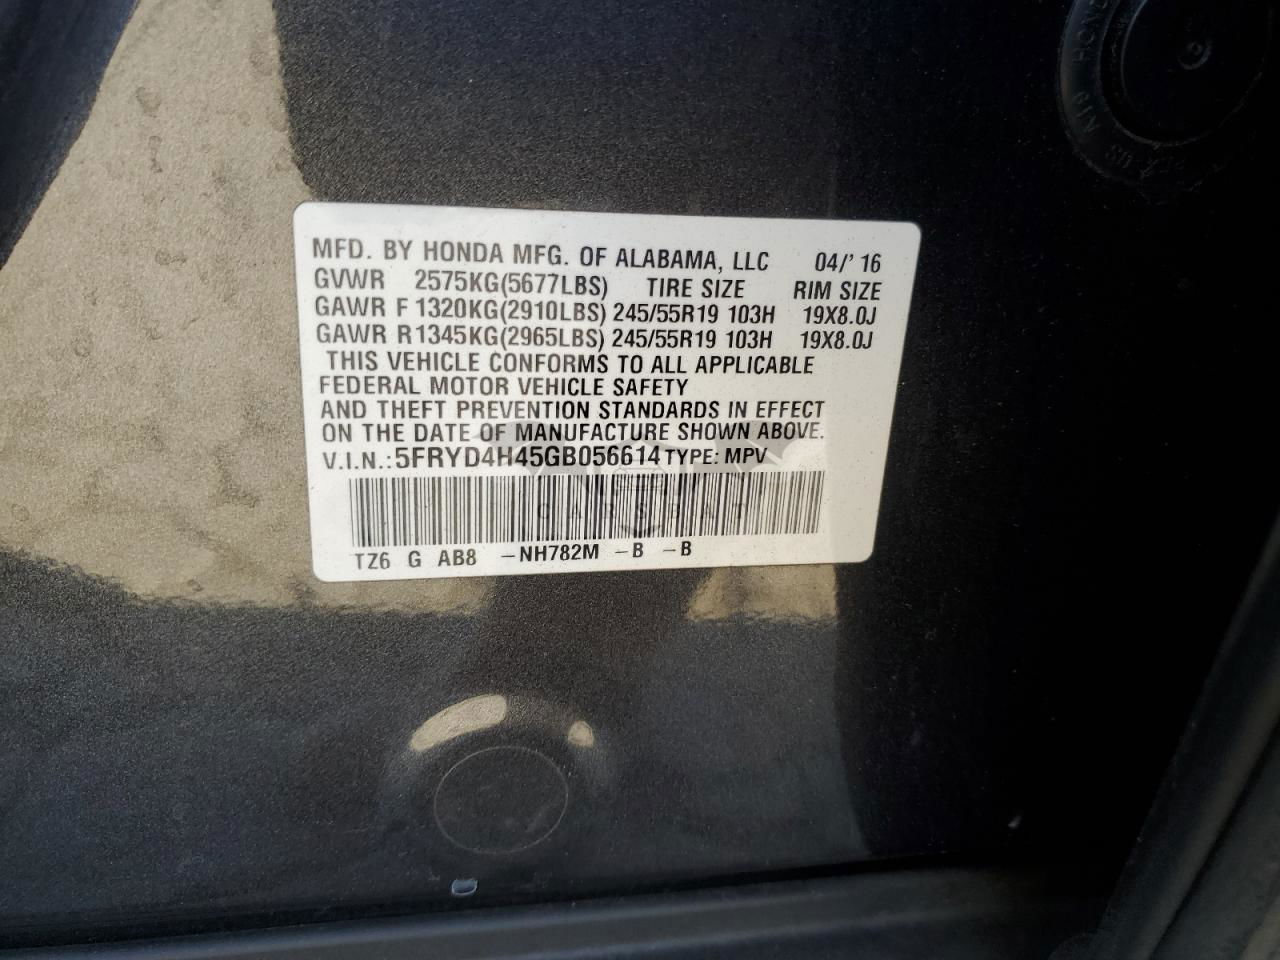 MFD. BY HONDA MFG. OF ALABAMA, LLC 04/'16
GVWR 2575KG(5677LBS) TIRE SIZE RIM SIZE
GAWR F 1320KG(2910LBS) 245/55R19 103H 19X8.0J
GAWR R 1345KG(2965LBS) 245/55R19 103H 19X8.0J
THIS VEHICLE CONFORMS TO ALL APPLICABLE
FEDERAL MOTOR VEHICLE SAFETY
AND THEFT PREVENTION STANDARDS IN EFFECT
ON THE DATE OF MANUFACTURE SHOWN ABOVE.
V.I.N.: 5FRYD4H45GB056614 TYPE: MPV
CARSBAD
TZ6 G AB8 -NH782M -B -B
HONDA